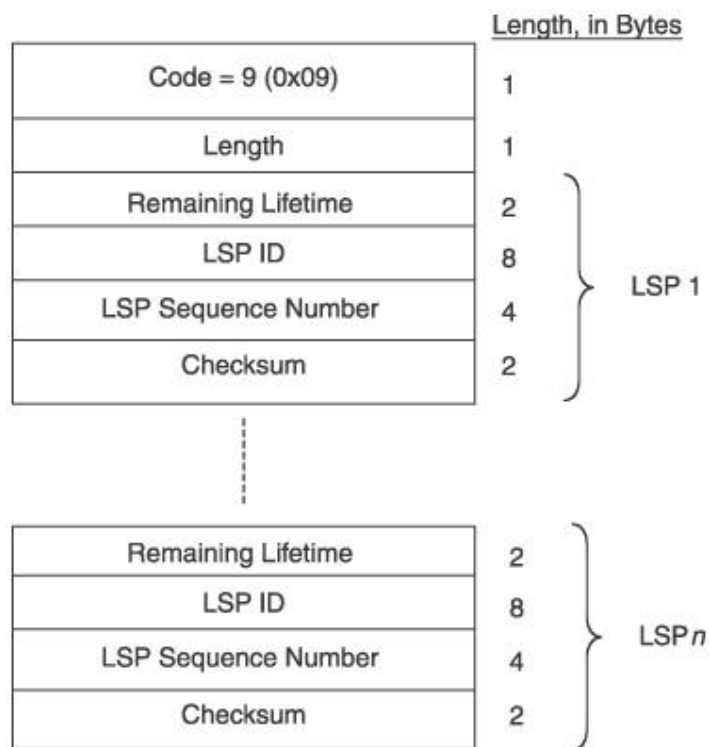 Length, in Bytes
Code = 9 (0x09) 1
Length 1
Remaining Lifetime 2
LSP ID 8
LSP 1
LSP Sequence Number 4
Checksum 2
Remaining Lifetime 2
LSP ID 8
LSP n
LSP Sequence Number 4
Checksum 2